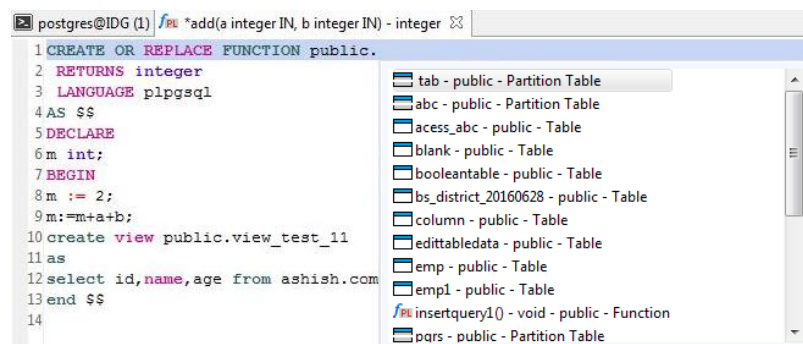 postgres@IDG (1) *add(a integer IN, b integer IN) - integer
1 CREATE OR REPLACE FUNCTION public.
2 RETURNS integer
3 LANGUAGE plpgsql
4 AS $$
5 DECLARE
6 m int;
7 BEGIN
8 m := 2;
9 m:=m+a+b;
10 create view public.view_test_11
11 as
12 select id,name,age from ashish.com
13 end $$
14
tab - public - Partition Table
abc - public - Partition Table
acess_abc - public - Table
blank - public - Table
booleantable - public - Table
bs_district_20160628 - public - Table
column - public - Table
edittabledata - public - Table
emp - public - Table
emp1 - public - Table
insertquery1() - void - public - Function
pqrs - public - Partition Table